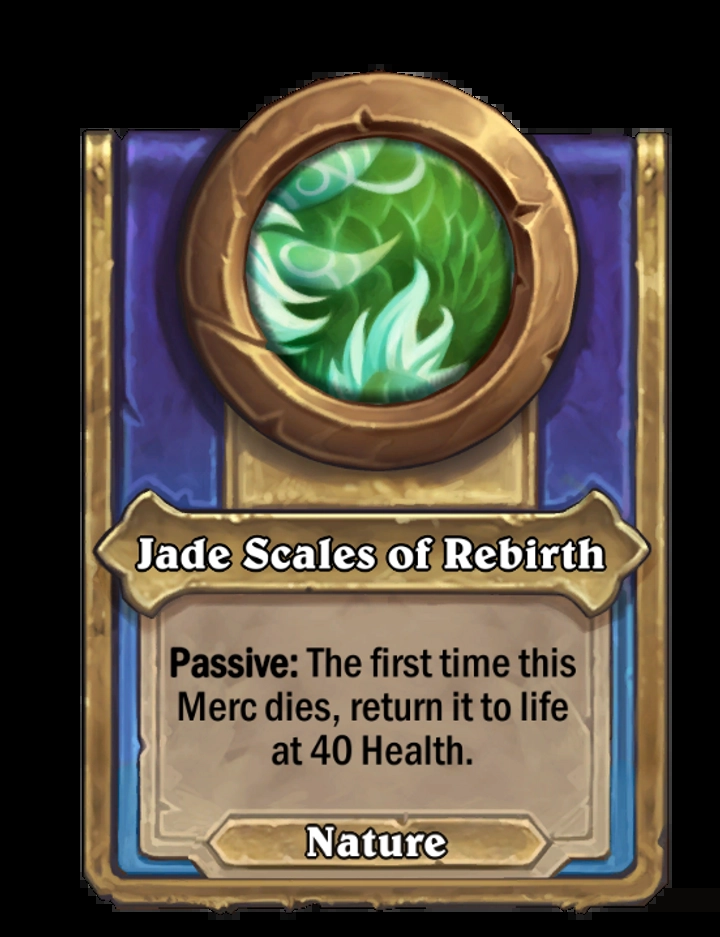 Jade Scales of Rebirth
Passive: The first time this
Merc dies, return it to life
at 40 Health.
Nature